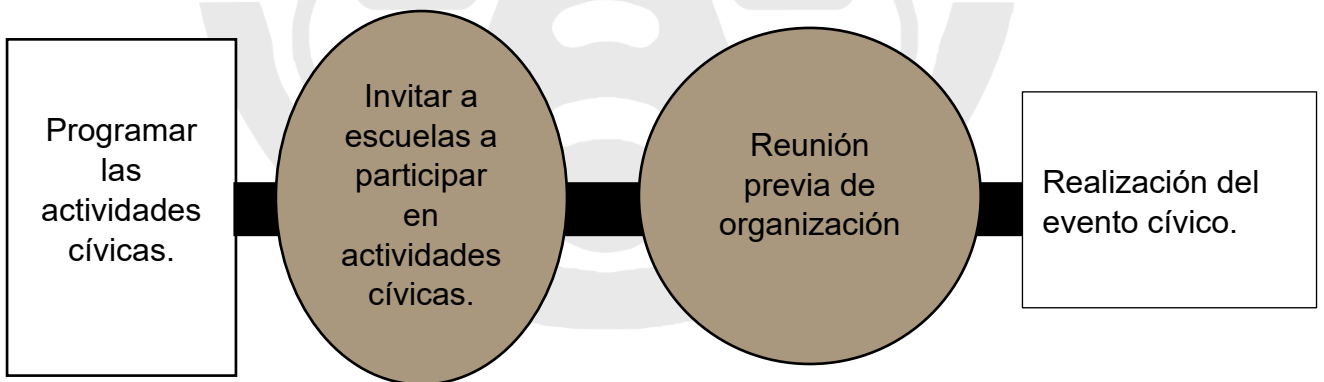 Programar
las
actividades
cívicas.
Invitar a
escuelas a
participar
en
actividades
cívicas.
Reunión
previa de
organización
Realización del
evento cívico.